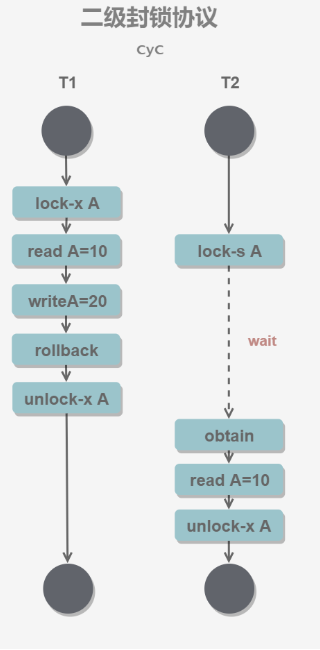 二级封锁协议
CyC
T1
T2
lock-x A
read A=10
lock-s A
writeA=20
rollback
wait
unlock-x A
obtain
read A=10
unlock-x A